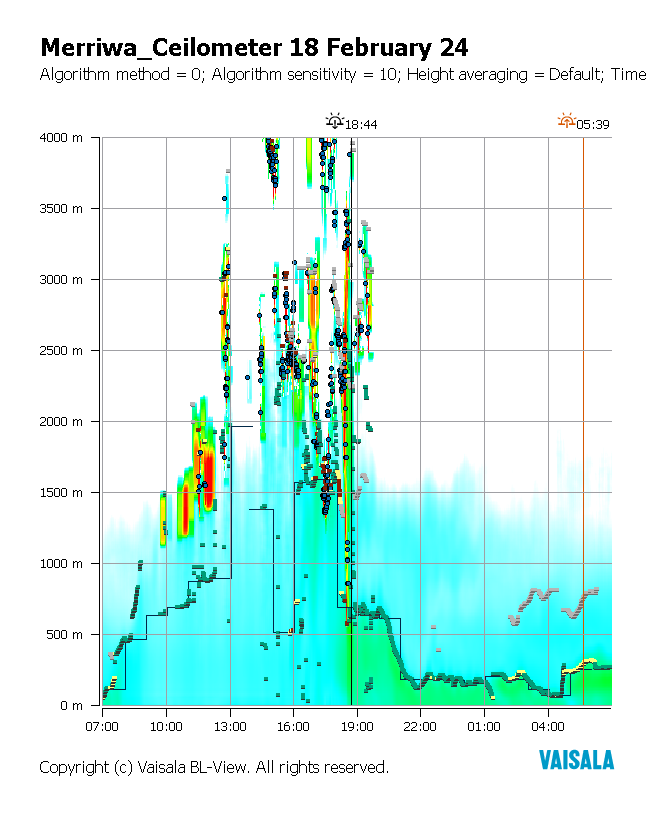 Merriwa_Ceilometer 18 February 24
Algorithm method = 0; Algorithm sensitivity = 10; Height averaging = Default; Time
18:44
05:39
4000 m
3500 m
3000 m
2500 m
2000 m
1500 m
1000 m
500 m
0 m
07:00 10:00 13:00 16:00 19:00 22:00 01:00 04:00
VAISALA
Copyright (c) Vaisala BL-View. All rights reserved.